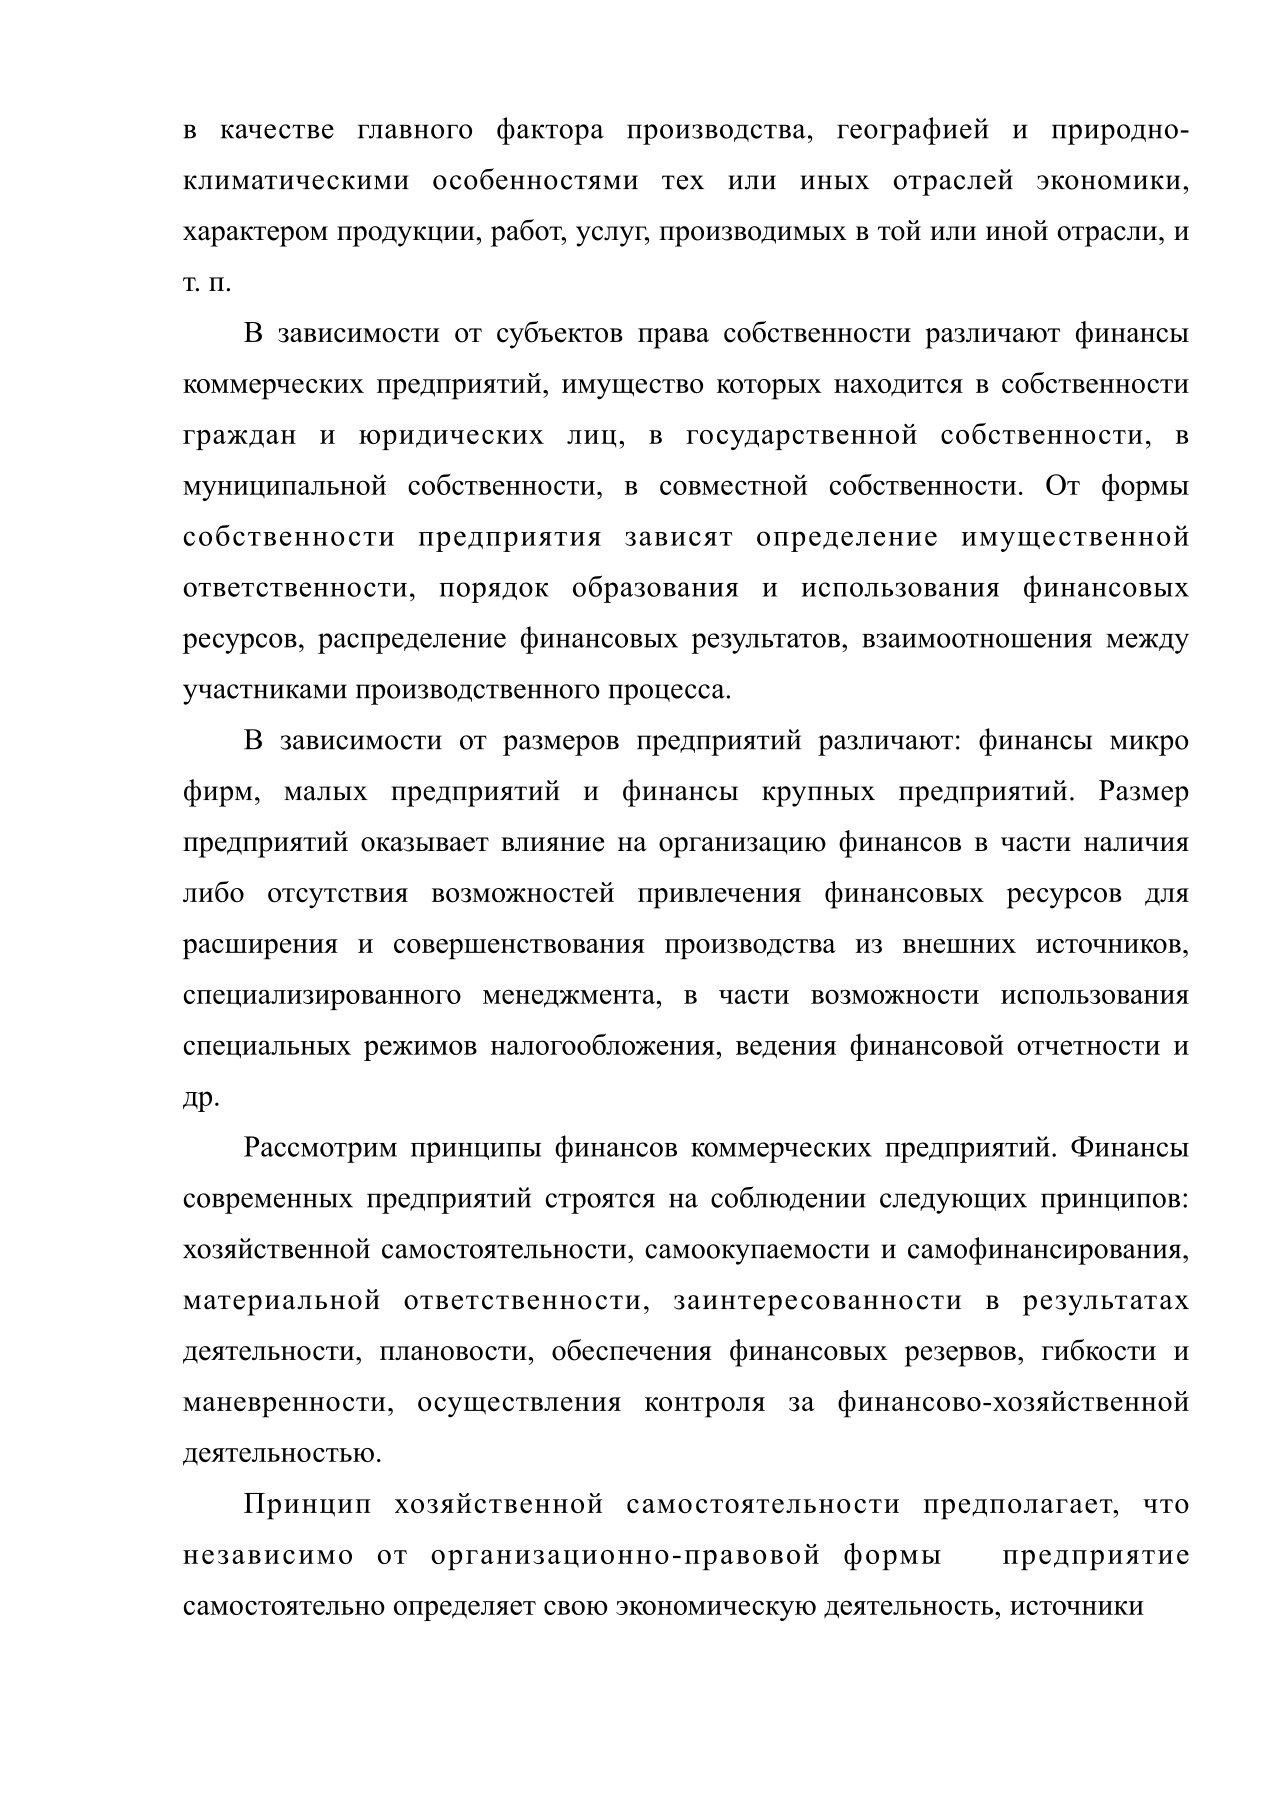 в качестве главного фактора производства, географией и природно-
климатическими особенностями тех или иных отраслей экономики,
характером продукции, работ, услуг, производимых в той или иной отрасли, и
т. п.
В зависимости от субъектов права собственности различают финансы
коммерческих предприятий, имущество которых находится в собственности
граждан и юридических лиц, в государственной собственности, в
муниципальной собственности, в совместной собственности. От формы
собственности предприятия зависят определение имущественной
ответственности, порядок образования и использования финансовых
ресурсов, распределение финансовых результатов, взаимоотношения между
участниками производственного процесса.
В зависимости от размеров предприятий различают: финансы микро
фирм, малых предприятий и финансы крупных предприятий. Размер
предприятий оказывает влияние на организацию финансов в части наличия
либо отсутствия возможностей привлечения финансовых ресурсов для
расширения и совершенствования производства из внешних источников,
специализированного менеджмента, в части возможности использования
специальных режимов налогообложения, ведения финансовой отчетности и
др.
Рассмотрим принципы финансов коммерческих предприятий. Финансы
современных предприятий строятся на соблюдении следующих принципов:
хозяйственной самостоятельности, самоокупаемости и самофинансирования,
материальной ответственности, заинтересованности в результатах
деятельности, плановости, обеспечения финансовых резервов, гибкости и
маневренности, осуществления контроля за финансово-хозяйственной
деятельностью.
Принцип хозяйственной самостоятельности предполагает, что
независимо от организационно-правовой формы предприятие
самостоятельно определяет свою экономическую деятельность, источники